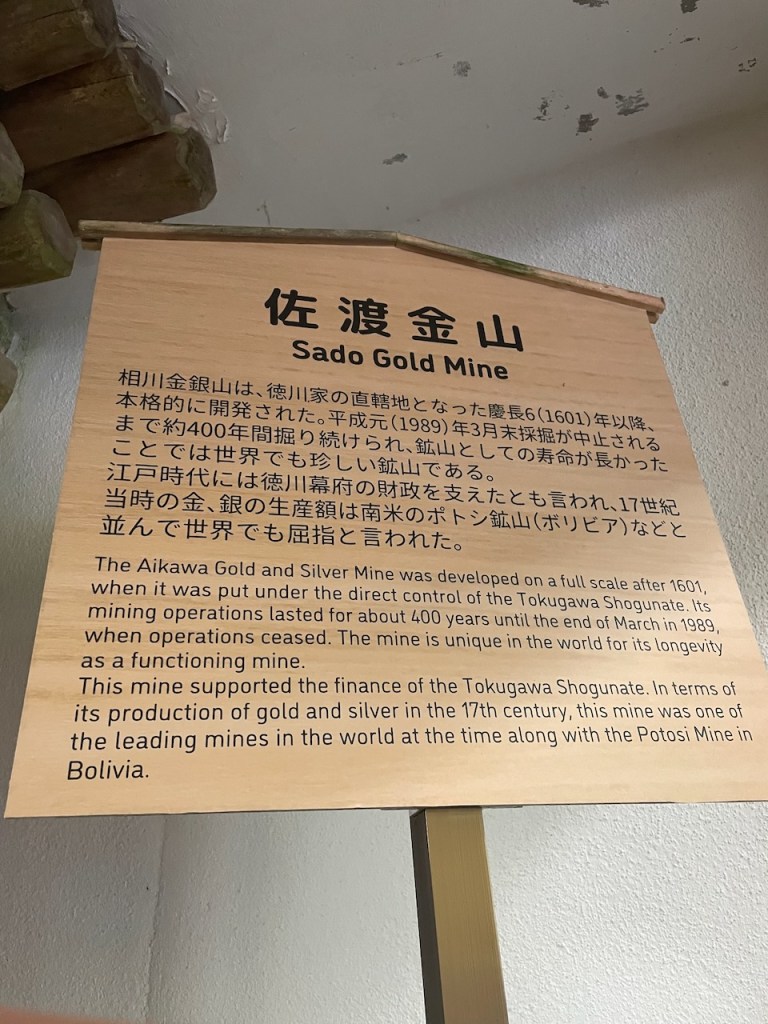 佐渡金山
Sado Gold Mine
相川金銀山は、徳川家の直轄地となった慶長6(1601)年以降、
本格的に開発された。平成元(1989)年3月末採掘が中止される
まで約400年間掘り続けられ、鉱山としての寿命が長かった
ことでは世界でも珍しい鉱山である。
江戸時代には徳川幕府の財政を支えたとも言われ、17世紀
当時の金、銀の生産額は南米のポトシ鉱山(ボリビア)などと
並んで世界でも屈指と言われた。
The Aikawa Gold and Silver Mine was developed on a full scale after 1601,
when it was put under the direct control of the Tokugawa Shogunate. Its
mining operations lasted for about 400 years until the end of March in 1989,
when operations ceased. The mine is unique in the world for its longevity
as a functioning mine.
This mine supported the finance of the Tokugawa Shogunate. In terms of
its production of gold and silver in the 17th century, this mine was one of
the leading mines in the world at the time along with the Potosi Mine in
Bolivia.